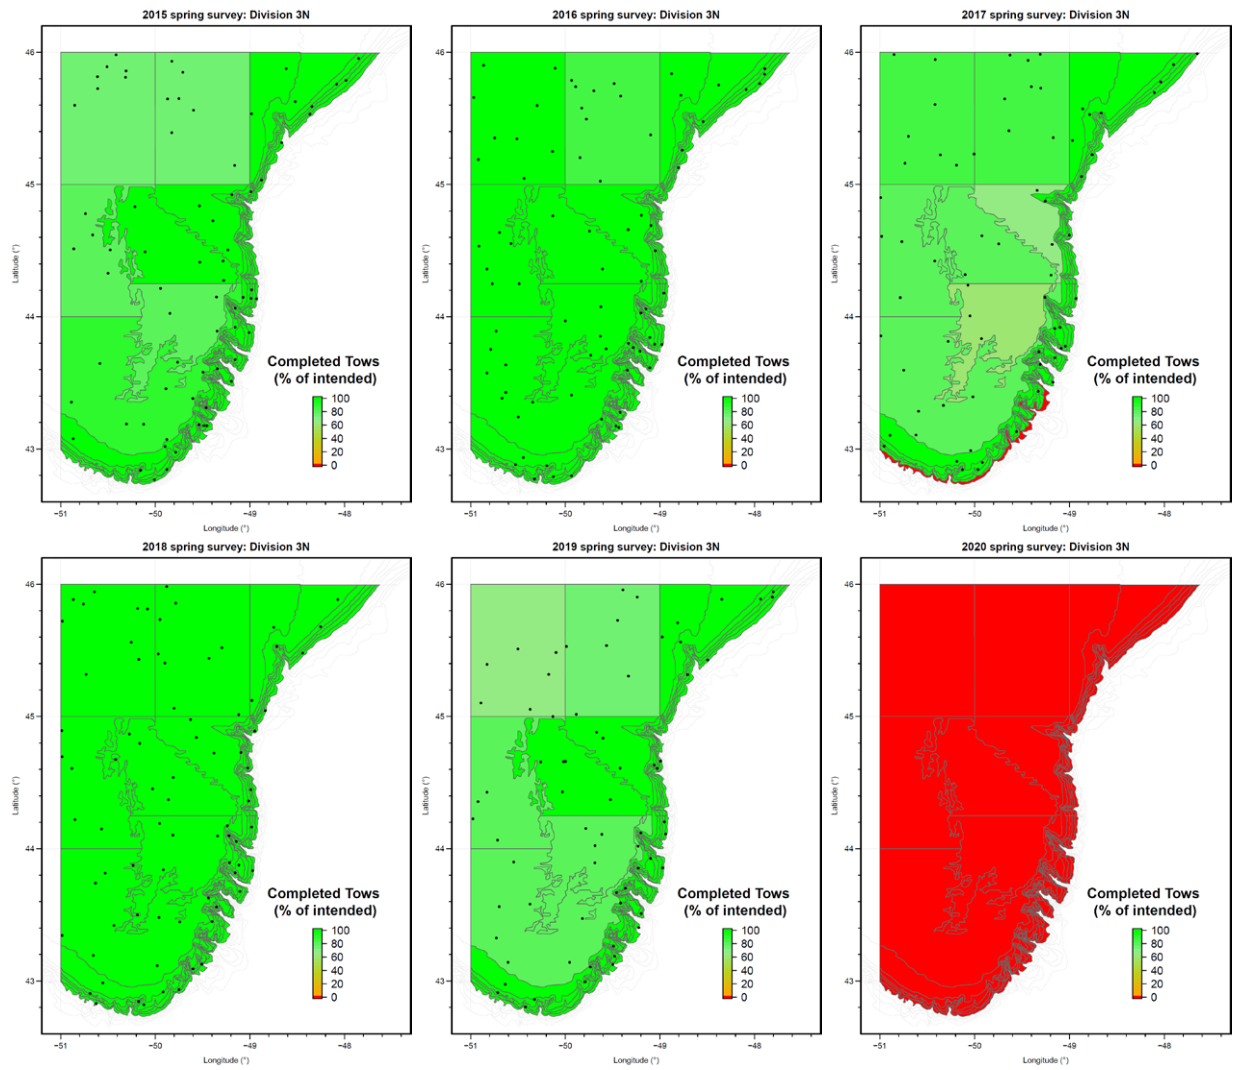 2015 spring survey: Division 3N
46
45
44
43
Latitude (°)
−51
−50
−49
−48
Longitude (°)
Completed Tows
(% of intended)
100
80
60
40
20
0
2016 spring survey: Division 3N
46
45
44
43
Latitude (°)
−51
−50
−49
−48
Longitude (°)
Completed Tows
(% of intended)
100
80
60
40
20
0
2017 spring survey: Division 3N
46
45
44
43
Latitude (°)
−51
−50
−49
−48
Longitude (°)
Completed Tows
(% of intended)
100
80
60
40
20
0
2018 spring survey: Division 3N
46
45
44
43
Latitude (°)
−51
−50
−49
−48
Longitude (°)
Completed Tows
(% of intended)
100
80
60
40
20
0
2019 spring survey: Division 3N
46
45
44
43
Latitude (°)
−51
−50
−49
−48
Longitude (°)
Completed Tows
(% of intended)
100
80
60
40
20
0
2020 spring survey: Division 3N
46
45
44
43
Latitude (°)
−51
−50
−49
−48
Longitude (°)
Completed Tows
(% of intended)
100
80
60
40
20
0